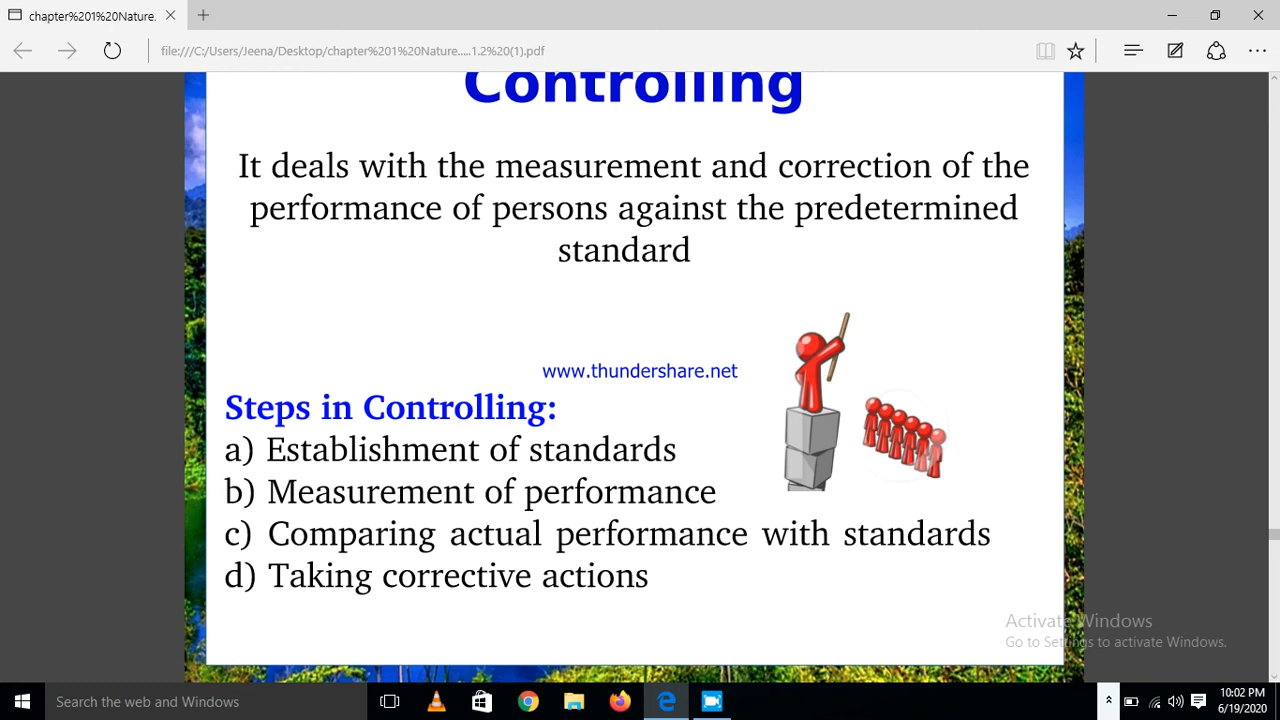 chapter%201%20Nature.
file:///C:/Users/Jeena/Desktop/chapter%201%20Nature.....1.2%20(1).pdf
Controlling
It deals with the measurement and correction of the
performance of persons against the predetermined
standard
www.thundershare.net
Steps in Controlling:
a) Establishment of standards
b) Measurement of performance
c) Comparing actual performance with standards
d) Taking corrective actions
Activate Windows
Go to Settings to activate Windows.
Search the web and Windows
10:02 PM
6/19/2020